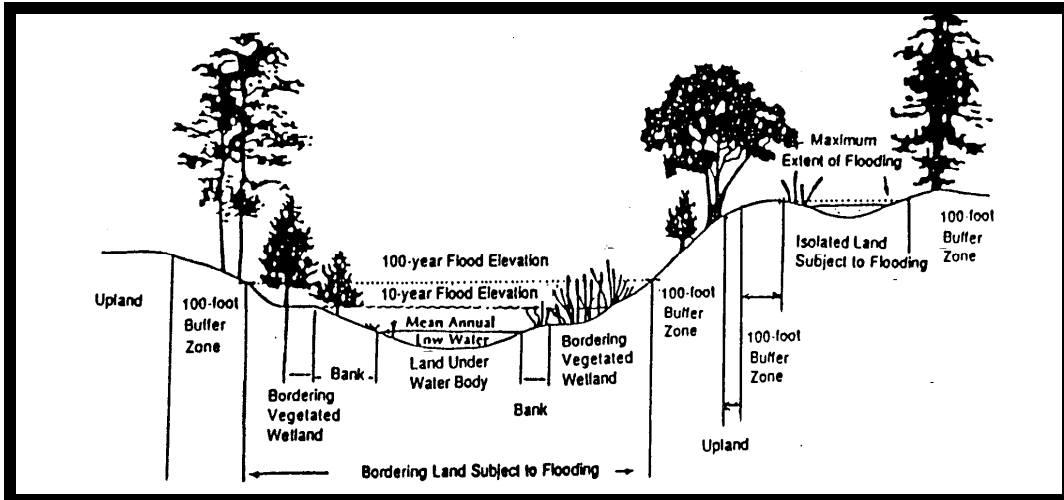 Maximum
Extent of Flooding
100-foot
Buffer
Zone
Isolated Land
Subject to Flooding
100-year Flood Elevation
10-year Flood Elevation
Upland
100-foot
Buffer
Zone
Mean Annual
Low Water
Land Under
Water Body
Bank
Bordering
Vegetated
Wetland
Bordering
Vegetated
Wetland
Bank
100-foot
Buffer
Zone
100-foot
Buffer
Zone
Upland
Bordering Land Subject to Flooding